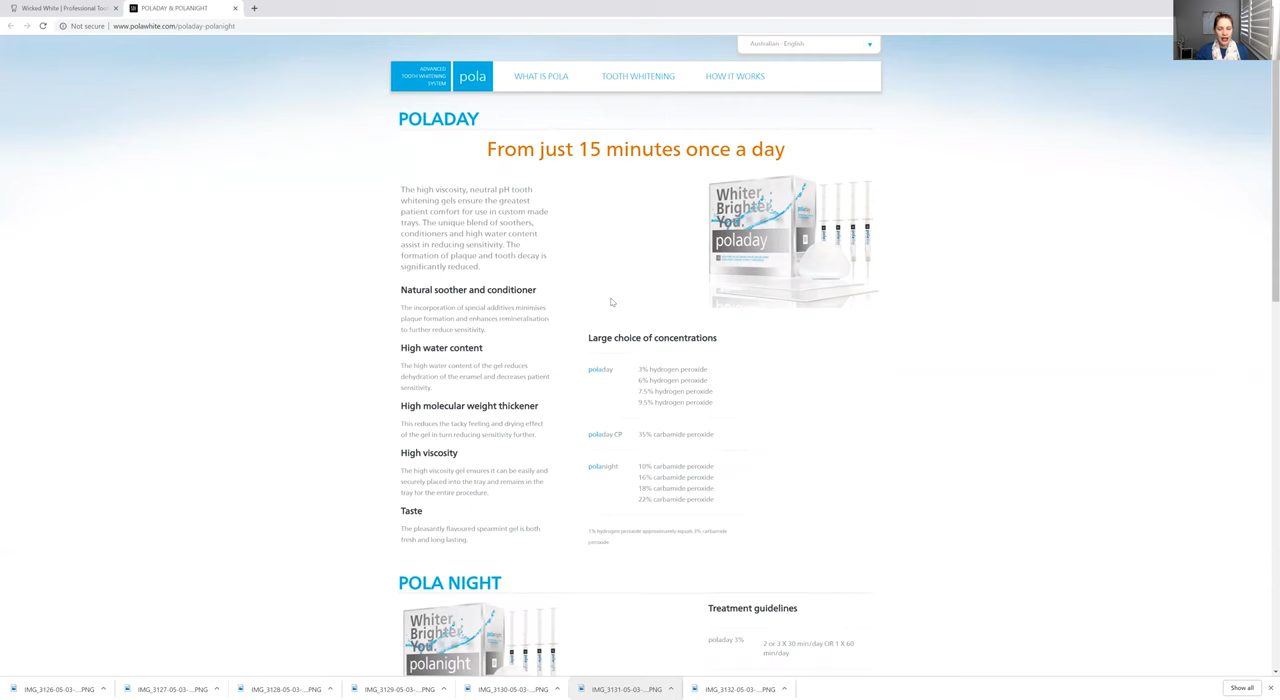 Wicked White | Professional Toot
POLADAY & POLANIGHT
Not secure
www.polawhite.com/poladay-polanight
Australian - English
ADVANCED
TOOTH WHITENING
SYSTEM
pola
WHAT IS POLA
TOOTH WHITENING
HOW IT WORKS
POLADAY
From just 15 minutes once a day
The high viscosity, neutral pH tooth
whitening gels ensure the greatest
patient comfort for use in custom made
trays. The unique blend of soothers,
conditioners and high water content
assist in reducing sensitivity. The
formation of plaque and tooth decay is
significantly reduced.
Whiter.
Brighter.
You.
poladay
Natural soother and conditioner
The incorporation of special additives minimises
plaque formation and enhances remineralisation
to further reduce sensitivity.
High water content
The high water content of the gel reduces
dehydration of the enamel and decreases patient
sensitivity.
High molecular weight thickener
This reduces the tacky feeling and drying effect
of the gel in turn reducing sensitivity further.
High viscosity
The high viscosity gel ensures it can be easily and
securely placed into the tray and remains in the
tray for the entire procedure.
Taste
The pleasantly flavoured spearmint gel is both
fresh and long lasting.
Large choice of concentrations
poladay
3% hydrogen peroxide
6% hydrogen peroxide
7.5% hydrogen peroxide
9.5% hydrogen peroxide
poladay CP
35% carbamide peroxide
polanight
10% carbamide peroxide
16% carbamide peroxide
18% carbamide peroxide
22% carbamide peroxide
1% hydrogen peroxide approximately equals 3% carbamide
peroxide
POLA NIGHT
Whiter.
Brighter.
You.
polanight
Treatment guidelines
poladay 3%
2 or 3 X 30 min/day OR 1 X 60
min/day
IMG_3126-05-03-....PNG
IMG_3127-05-03-....PNG
IMG_3128-05-03-....PNG
IMG_3129-05-03-....PNG
IMG_3130-05-03-....PNG
IMG_3131-05-03-....PNG
IMG_3132-05-03-....PNG
Show all